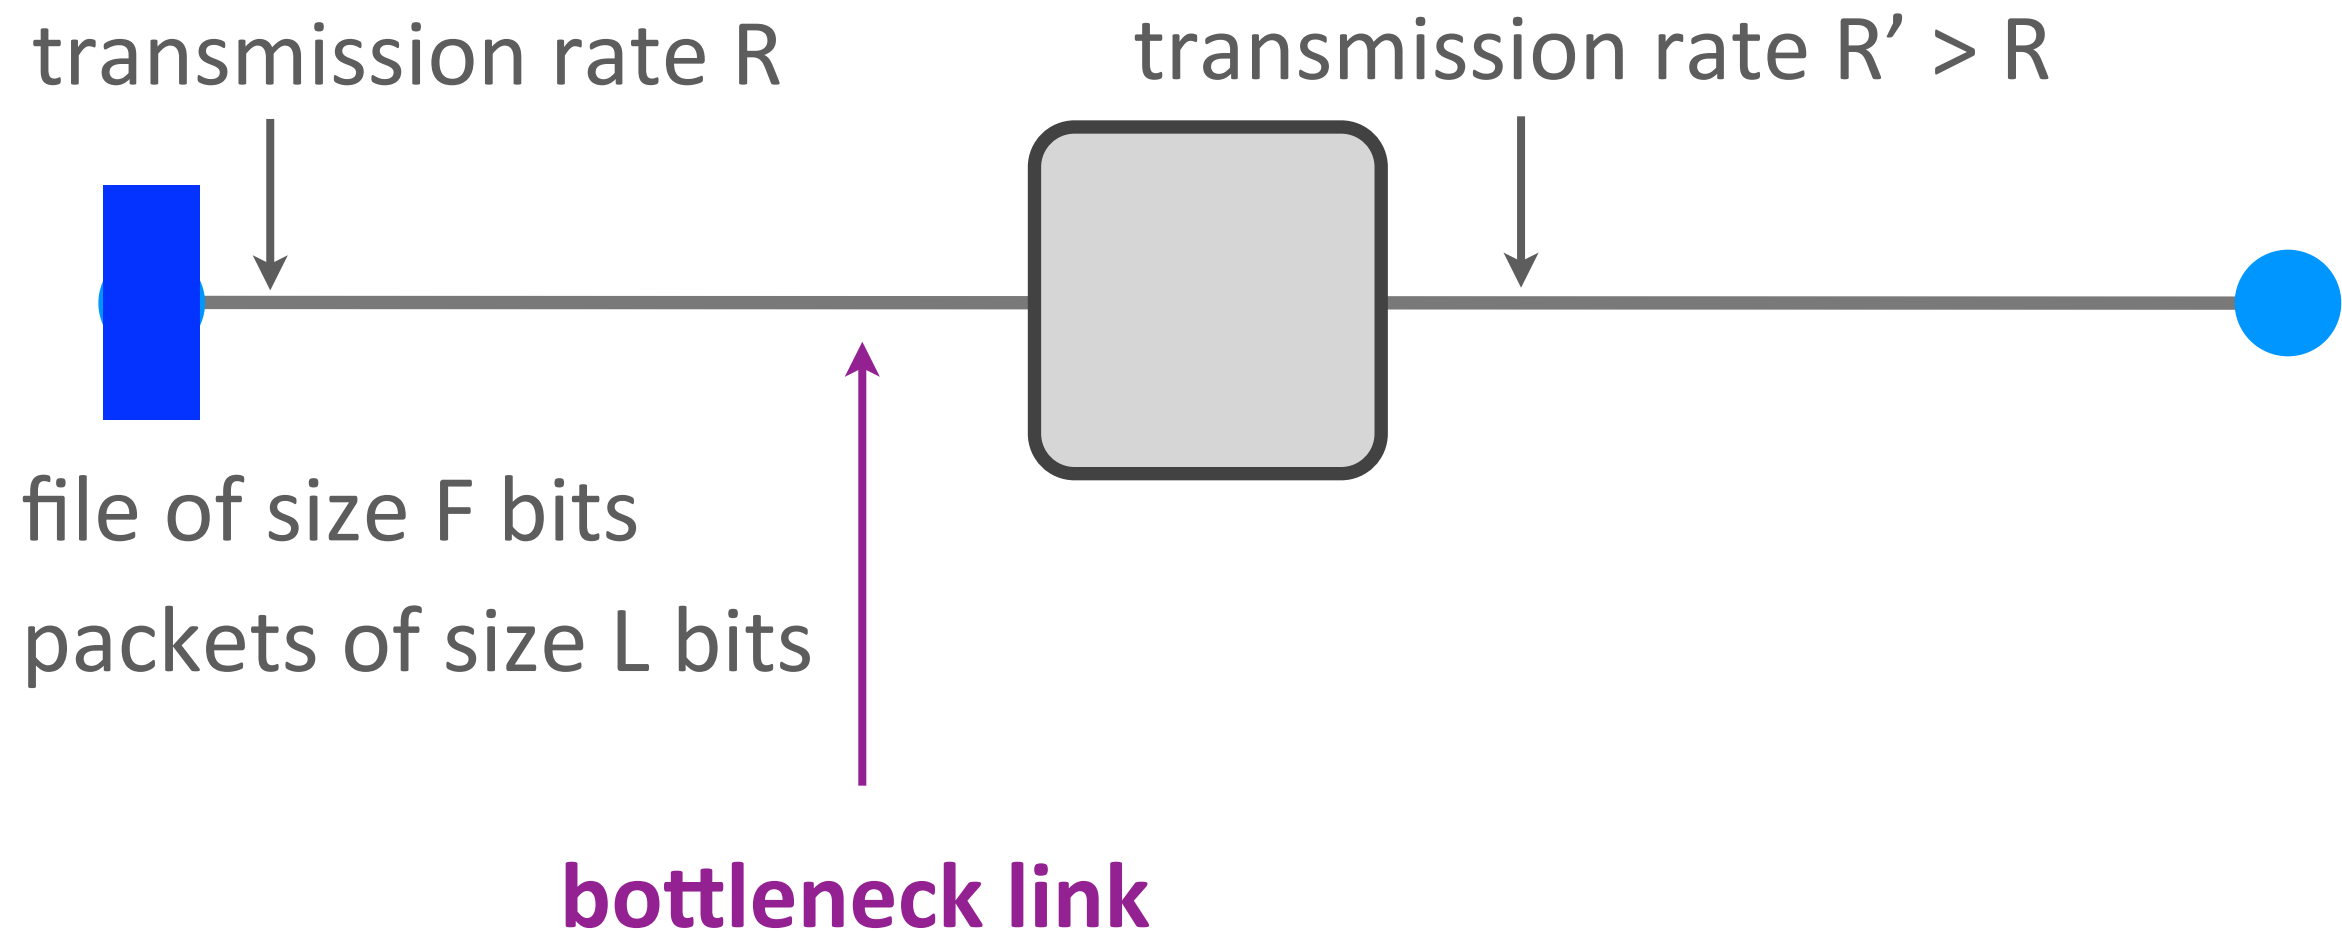 transmission rate R
transmission rate R’ > R
file of size F bits
packets of size L bits
bottleneck link